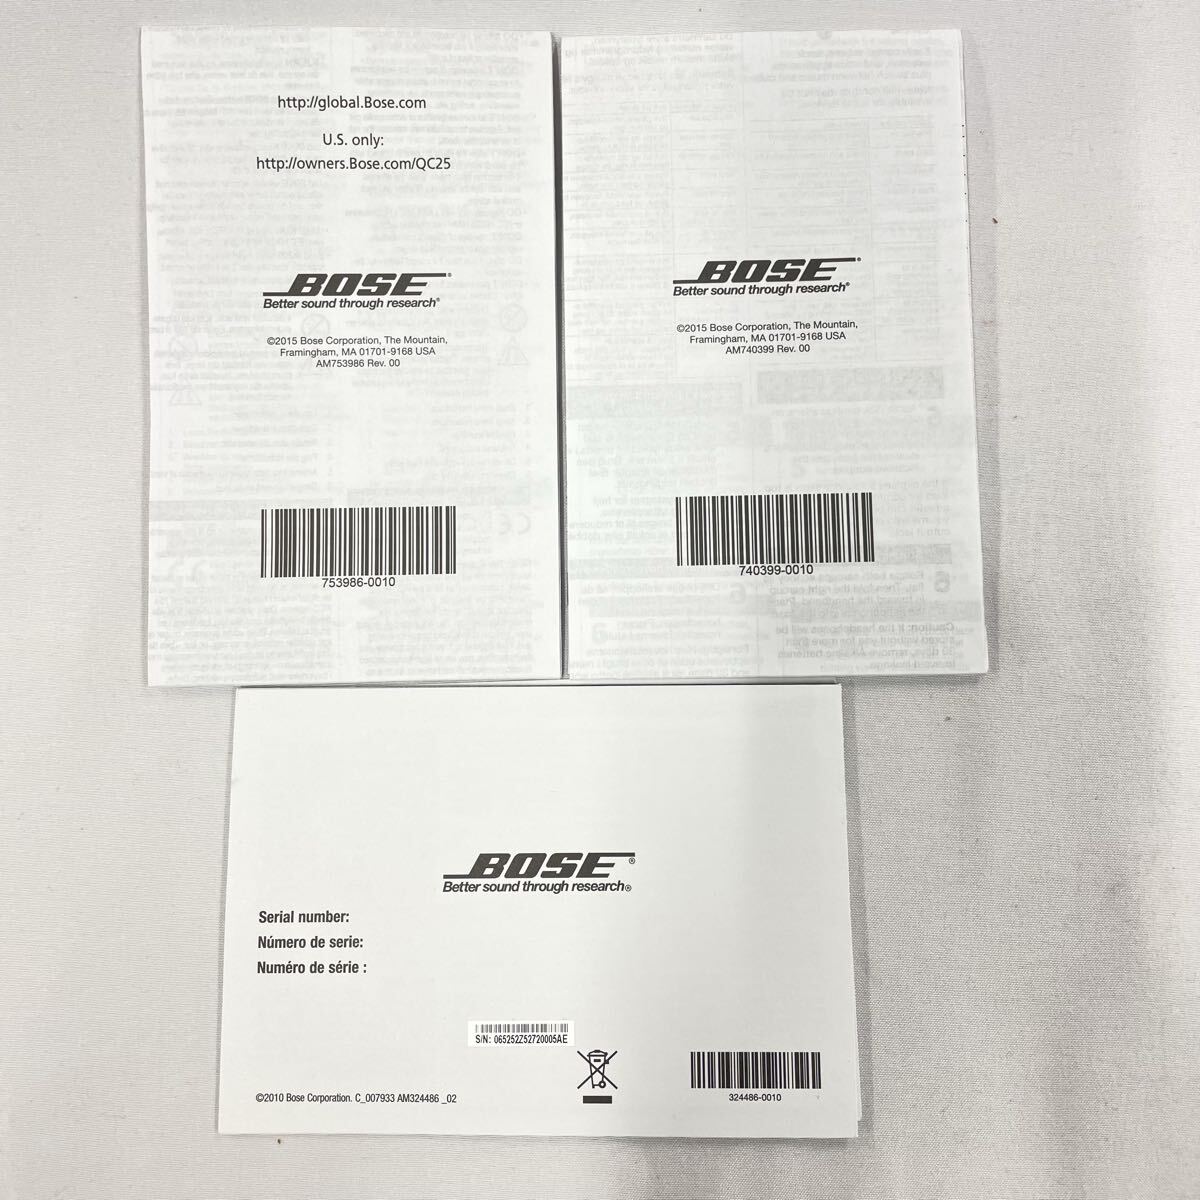 http://global.Bose.com
U.S. only:
http://owners.Bose.com/QC25
BOSE®
Better sound through research®
©2015 Bose Corporation, The Mountain,
Framingham, MA 01701-9168 USA
AM753986 Rev. 00
753986-0010
BOSE®
Better sound through research®
©2015 Bose Corporation, The Mountain,
Framingham, MA 01701-9168 USA
AM740399 Rev. 00
740399-0010
BOSE®
Better sound through research®
Serial number:
Número de serie:
Numéro de série :
S/N: 065252Z52720005AE
©2010 Bose Corporation. C_007933 AM324486 _02
324486-0010